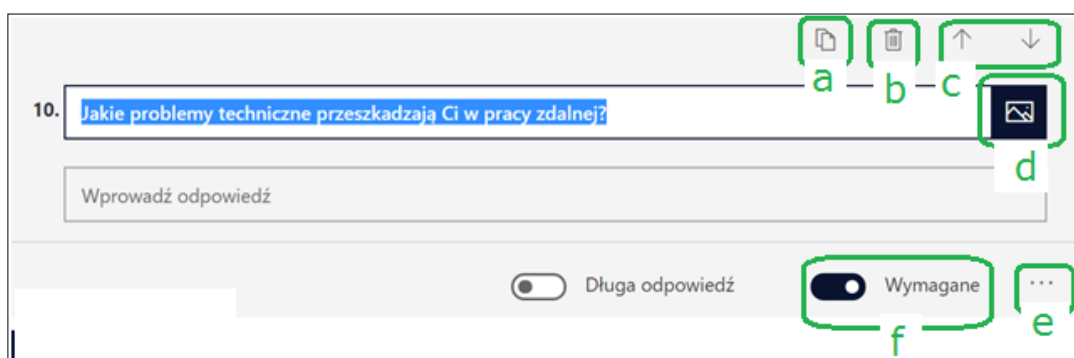 a
b
c
10. Jakie problemy techniczne przeszkadzają Ci w pracy zdalnej?
d
Wprowadź odpowiedź
Długa odpowiedź
Wymagane
...
f
e